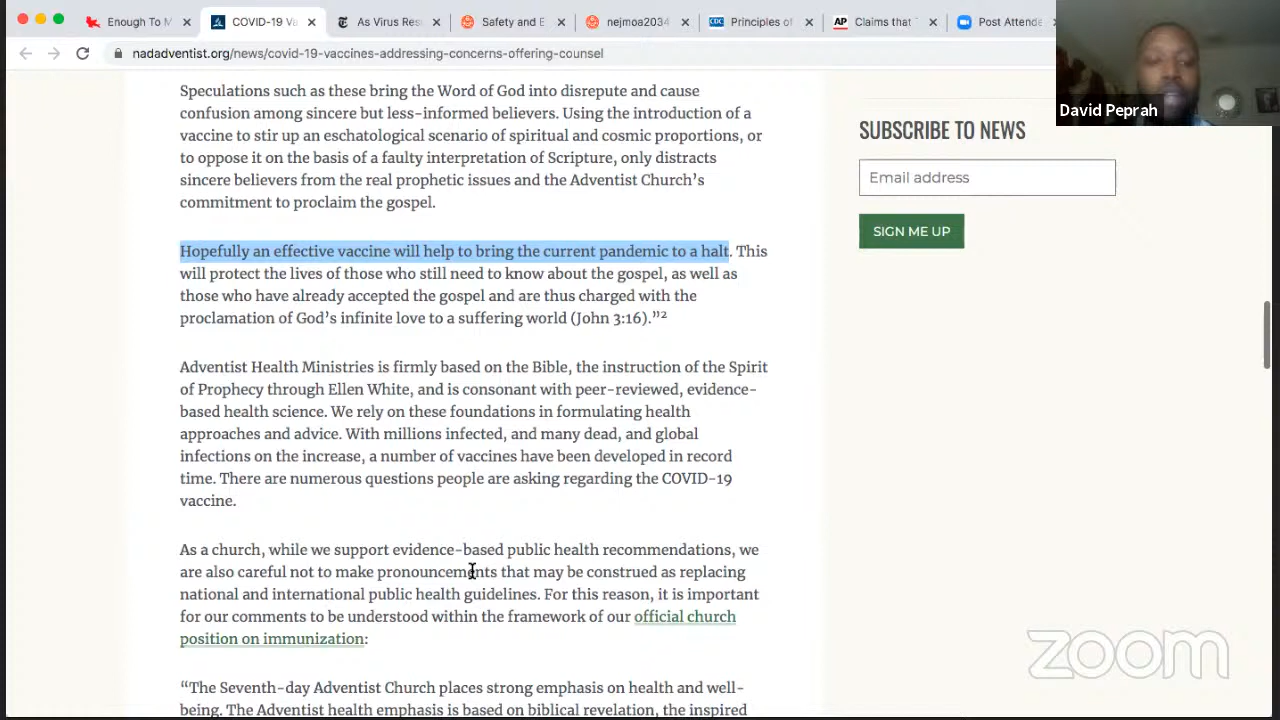 Enough To M
COVID-19 Va
As Virus Res
Safety and E
nejmoa2034
Principles of
AP
Claims that
Post Attende
nadadventist.org/news/covid-19-vaccines-addressing-concerns-offering-counsel
David Peprah
Speculations such as these bring the Word of God into disrepute and cause
confusion among sincere but less-informed believers. Using the introduction of a
vaccine to stir up an eschatological scenario of spiritual and cosmic proportions, or
to oppose it on the basis of a faulty interpretation of Scripture, only distracts
sincere believers from the real prophetic issues and the Adventist Church’s
commitment to proclaim the gospel.
Hopefully an effective vaccine will help to bring the current pandemic to a halt. This
will protect the lives of those who still need to know about the gospel, as well as
those who have already accepted the gospel and are thus charged with the
proclamation of God’s infinite love to a suffering world (John 3:16).”²
Adventist Health Ministries is firmly based on the Bible, the instruction of the Spirit
of Prophecy through Ellen White, and is consonant with peer-reviewed, evidence-
based health science. We rely on these foundations in formulating health
approaches and advice. With millions infected, and many dead, and global
infections on the increase, a number of vaccines have been developed in record
time. There are numerous questions people are asking regarding the COVID-19
vaccine.
As a church, while we support evidence-based public health recommendations, we
are also careful not to make pronouncements that may be construed as replacing
national and international public health guidelines. For this reason, it is important
for our comments to be understood within the framework of our official church
position on immunization:
“The Seventh-day Adventist Church places strong emphasis on health and well-
being. The Adventist health emphasis is based on biblical revelation, the inspired
SUBSCRIBE TO NEWS
Email address
SIGN ME UP
zoom